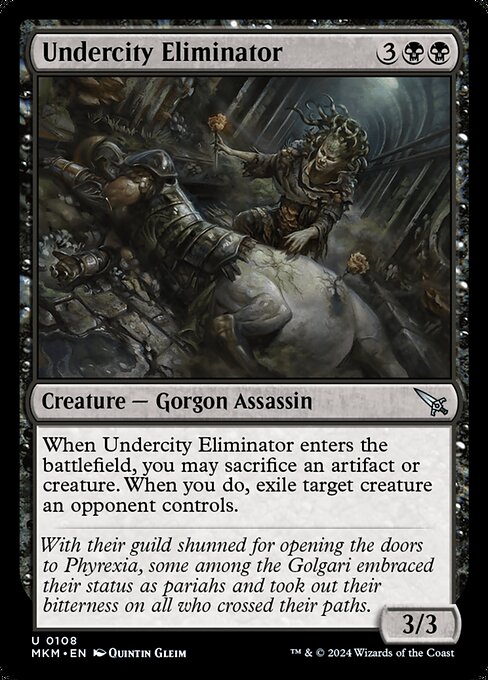 Undercity Eliminator 3
Creature — Gorgon Assassin
When Undercity Eliminator enters the
battlefield, you may sacrifice an artifact or
creature. When you do, exile target creature
an opponent controls.
With their guild shunned for opening the doors
to Phyrexia, some among the Golgari embraced
their status as pariahs and took out their
bitterness on all who crossed their paths.
3/3
U 0108
MKM • EN Quintin Gleim
™ & © 2024 Wizards of the Coast